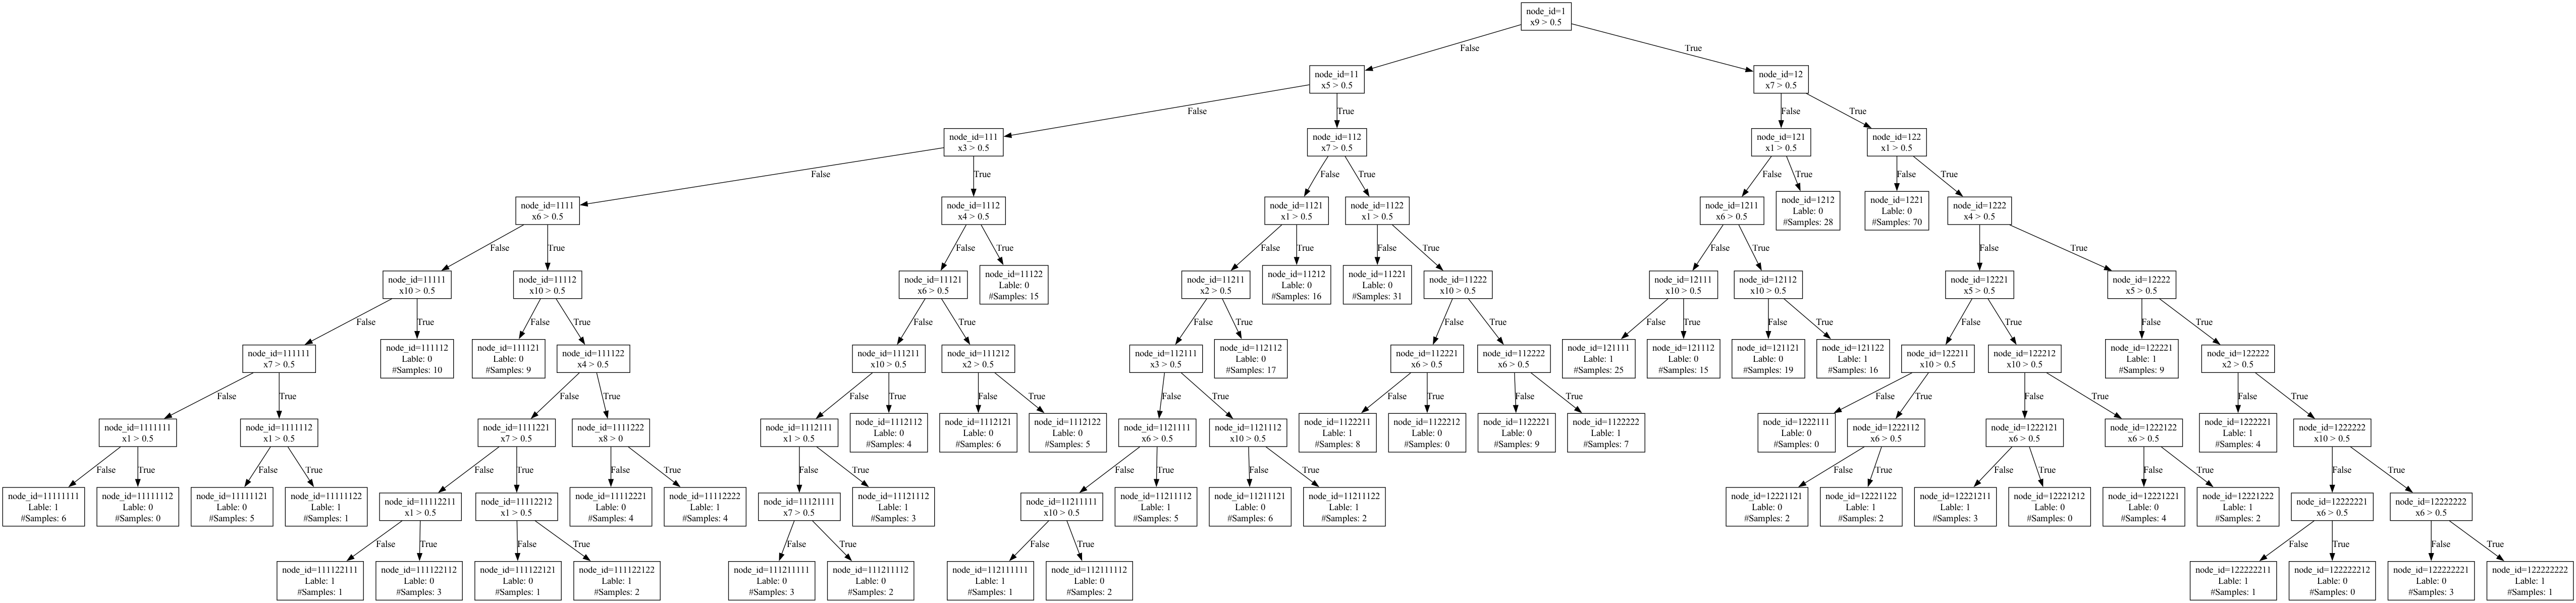 node_id=1
x9 > 0.5
False
True
node_id=11
x5 > 0.5
node_id=12
x7 > 0.5
False
True
False
True
node_id=111
x3 > 0.5
node_id=112
x7 > 0.5
node_id=121
x1 > 0.5
node_id=122
x1 > 0.5
False
True
False
True
False
True
False
True
node_id=1111
x6 > 0.5
node_id=1112
x4 > 0.5
node_id=1121
x1 > 0.5
node_id=1122
x1 > 0.5
node_id=1211
x6 > 0.5
node_id=1212
Lable: 0
#Samples: 28
node_id=1221
Lable: 0
#Samples: 70
node_id=1222
x4 > 0.5
False
True
False
True
False
True
False
True
False
True
False
True
node_id=11111
x10 > 0.5
node_id=11112
x10 > 0.5
node_id=11121
x6 > 0.5
node_id=11122
Lable: 0
#Samples: 15
node_id=11211
x2 > 0.5
node_id=11212
Lable: 0
#Samples: 16
node_id=11221
Lable: 0
#Samples: 31
node_id=11222
x10 > 0.5
node_id=12111
x10 > 0.5
node_id=12112
x10 > 0.5
node_id=12221
x5 > 0.5
node_id=12222
x5 > 0.5
False
True
False
True
False
True
False
True
False
True
False
True
False
True
False
True
False
True
node_id=111111
x7 > 0.5
node_id=111112
Lable: 0
#Samples: 10
node_id=111121
Lable: 0
#Samples: 9
node_id=111122
x4 > 0.5
node_id=111211
x10 > 0.5
node_id=111212
x2 > 0.5
node_id=112111
x3 > 0.5
node_id=112112
Lable: 0
#Samples: 17
node_id=112221
x6 > 0.5
node_id=112222
x6 > 0.5
node_id=121111
Lable: 1
#Samples: 25
node_id=121112
Lable: 0
#Samples: 15
node_id=121121
Lable: 0
#Samples: 19
node_id=121122
Lable: 1
#Samples: 16
node_id=122211
x10 > 0.5
node_id=122212
x10 > 0.5
node_id=122221
Lable: 1
#Samples: 9
node_id=122222
x2 > 0.5
False
True
False
True
False
True
False
True
False
True
False
True
False
True
False
True
False
True
False
True
node_id=1111111
x1 > 0.5
node_id=1111112
x1 > 0.5
node_id=1111221
x7 > 0.5
node_id=1111222
x8 > 0
node_id=1112111
x1 > 0.5
node_id=1112112
Lable: 0
#Samples: 4
node_id=1112121
Lable: 0
#Samples: 6
node_id=1112122
Lable: 0
#Samples: 5
node_id=1121111
x6 > 0.5
node_id=1121112
x10 > 0.5
node_id=1122211
Lable: 1
#Samples: 8
node_id=1122212
Lable: 0
#Samples: 0
node_id=1122221
Lable: 0
#Samples: 9
node_id=1122222
Lable: 1
#Samples: 7
node_id=1222111
Lable: 0
#Samples: 0
node_id=1222112
x6 > 0.5
node_id=1222121
x6 > 0.5
node_id=1222122
x6 > 0.5
node_id=1222221
Lable: 1
#Samples: 4
node_id=1222222
x10 > 0.5
False
True
False
True
False
True
False
True
False
True
False
True
False
True
False
True
False
True
False
True
False
True
node_id=11111111
Lable: 1
#Samples: 6
node_id=11111112
Lable: 0
#Samples: 0
node_id=11111121
Lable: 0
#Samples: 5
node_id=11111122
Lable: 1
#Samples: 1
node_id=11112211
x1 > 0.5
node_id=11112212
x1 > 0.5
node_id=11112221
Lable: 0
#Samples: 4
node_id=11112222
Lable: 1
#Samples: 4
node_id=11121111
x7 > 0.5
node_id=11121112
Lable: 1
#Samples: 3
node_id=11211111
x10 > 0.5
node_id=11211112
Lable: 1
#Samples: 5
node_id=11211121
Lable: 0
#Samples: 6
node_id=11211122
Lable: 1
#Samples: 2
node_id=12221121
Lable: 0
#Samples: 2
node_id=12221122
Lable: 1
#Samples: 2
node_id=12221211
Lable: 1
#Samples: 3
node_id=12221212
Lable: 0
#Samples: 0
node_id=12221221
Lable: 0
#Samples: 4
node_id=12221222
Lable: 1
#Samples: 2
node_id=12222221
x6 > 0.5
node_id=12222222
x6 > 0.5
False
True
False
True
False
True
False
True
False
True
False
True
node_id=111122111
Lable: 1
#Samples: 1
node_id=111122112
Lable: 0
#Samples: 3
node_id=111122121
Lable: 0
#Samples: 1
node_id=111122122
Lable: 1
#Samples: 2
node_id=111211111
Lable: 0
#Samples: 3
node_id=111211112
Lable: 0
#Samples: 2
node_id=112111111
Lable: 1
#Samples: 1
node_id=112111112
Lable: 0
#Samples: 2
node_id=122222211
Lable: 1
#Samples: 1
node_id=122222212
Lable: 0
#Samples: 0
node_id=122222221
Lable: 0
#Samples: 3
node_id=122222222
Lable: 1
#Samples: 1